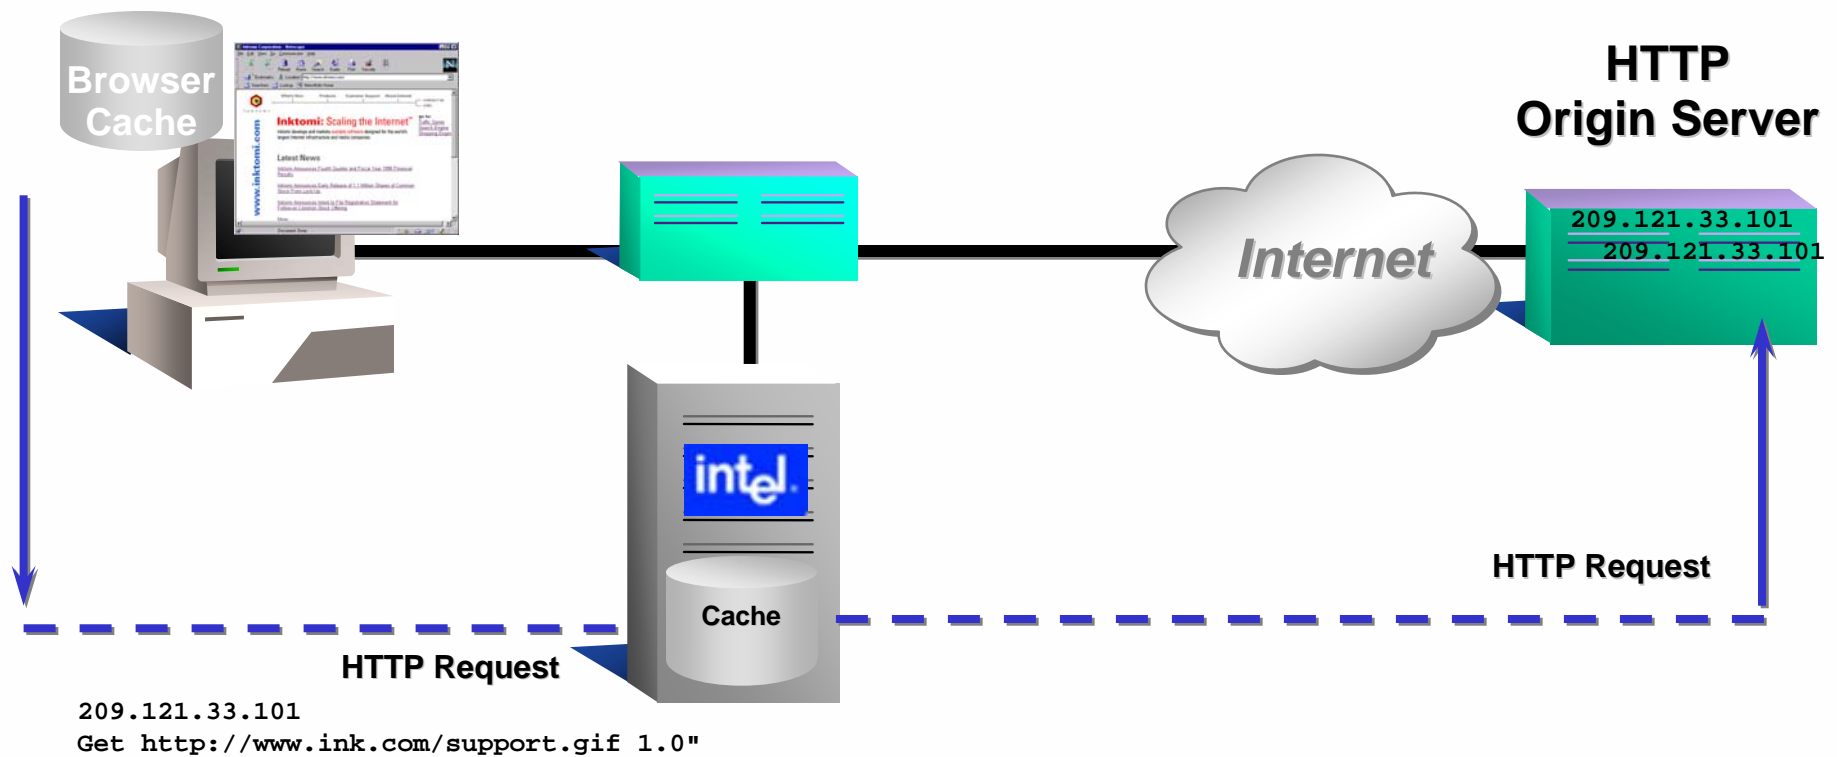 Browser
Cache
Inktomi: Scaling the Internet™
Latest News
www.inktomi.com
HTTP
Origin Server
209.121.33.101
209.121.33.101
Internet
intel.
Cache
HTTP Request
HTTP Request
209.121.33.101
Get http://www.ink.com/support.gif 1.0"